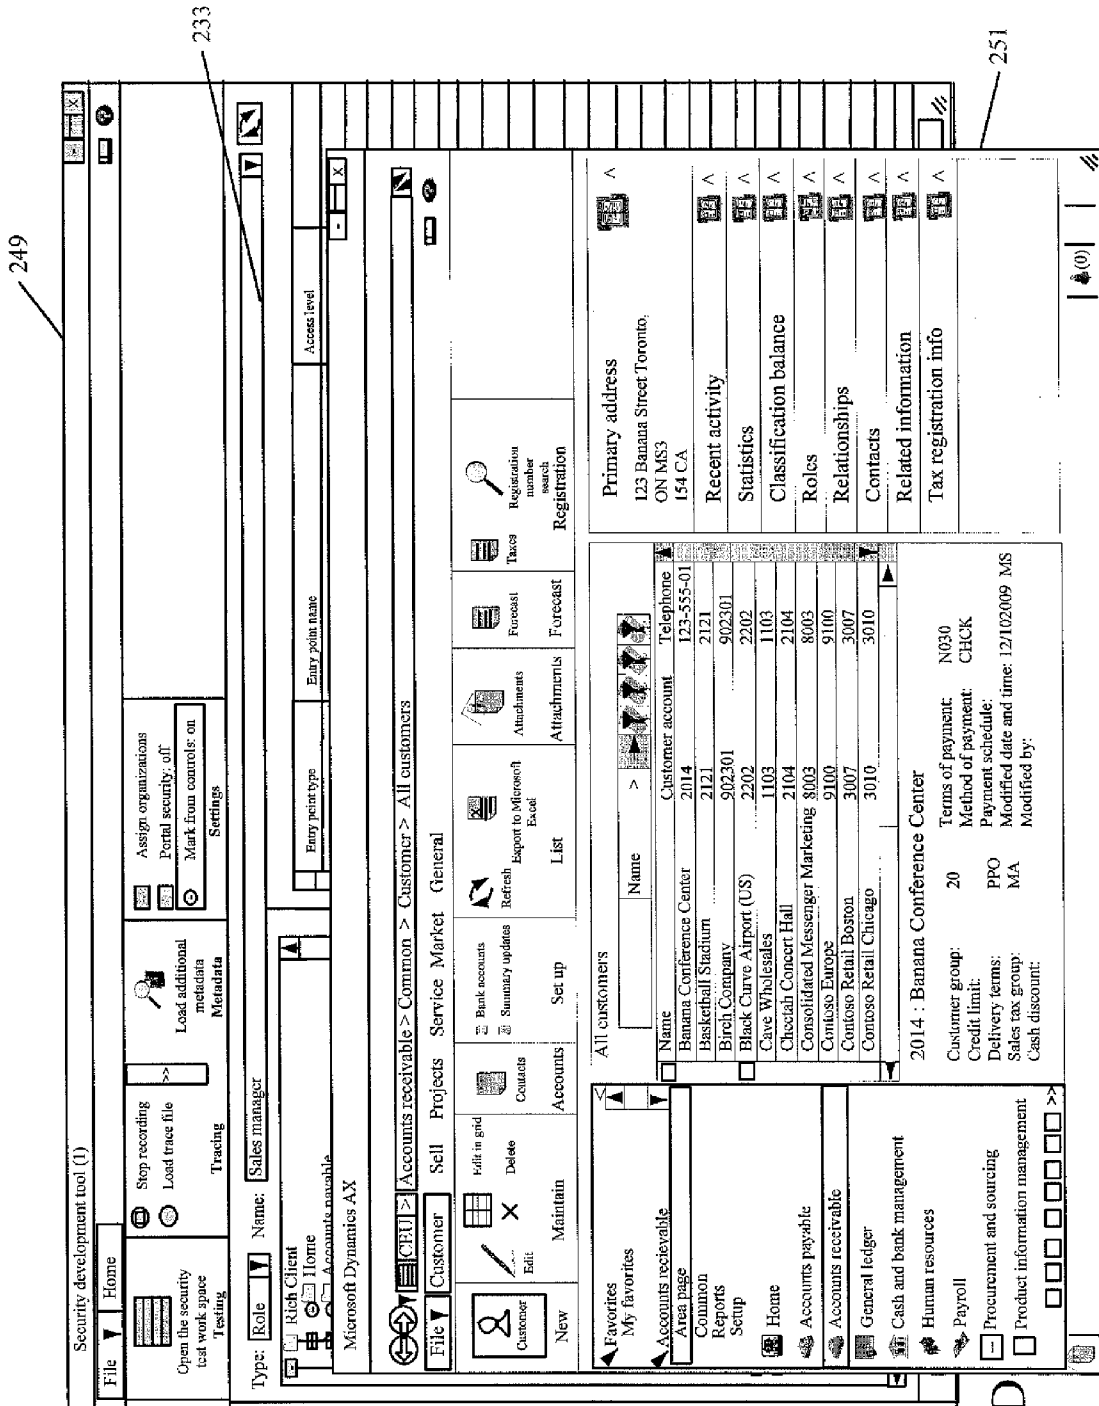 249
233
251
Security development tool (1)
File
Home
Open the security
test work space
Testing
Stop recording
Load trace file
>>
Tracing
Load additional
metadata
Metadata
Assign organizations
Portal security: off
Mark from controls: on
Settings
Type: Role
Name: Sales manager
Rich Client
Home
Accounts payable
Entry point type
Entry point name
Access level
Microsoft Dynamics AX
CEU > Accounts receivable > Common > Customer > All customers
File
Customer
Sell
Projects
Service
Market
General
Customer
New
Edit
Edit in grid
Delete
Maintain
Contacts
Accounts
Bank accounts
Summary updates
Set up
Refresh
Export to Microsoft
Excel
List
Attachments
Attachments
Forecast
Forecast
Taxes
Registration
number
search
Registration
Favorites
My favorites
Accounts recievable
Area page
Common
Reports
Setup
Home
Accounts payable
Accounts receivable
General ledger
Cash and bank management
Human resources
Payroll
Procurement and sourcing
Product information management
>>
All customers
Name >
Name Customer account Telephone
Banana Conference Center 2014 123-555-01
Basketball Stadium 2121 2121
Birch Company 902301 902301
Black Curve Airport (US) 2202 2202
Cave Wholesales 1103 1103
Cheetah Concert Hall 2104 2104
Consolidated Messenger Marketing 8003 8003
Contoso Europe 9100 9100
Contoso Retail Boston 3007 3007
Contoso Retail Chicago 3010 3010
2014 : Banana Conference Center
Customer group: 20 Terms of payment: N030
Credit limit: Method of payment: CHCK
Delivery terms: PPO Payment schedule:
Sales tax group: MA Modified date and time: 12/102009 MS
Cash discount: Modified by:
Primary address
123 Banana Street Toronto,
ON MS3
154 CA
Recent activity
Statistics
Classification balance
Roles
Relationships
Contacts
Related information
Tax registration info
(0)
D